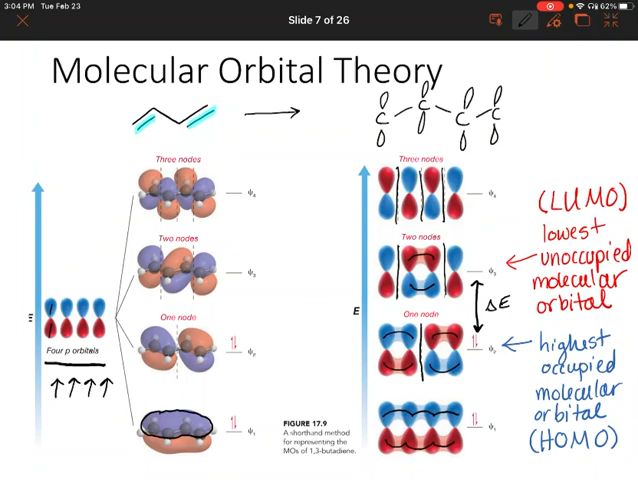 3:04 PM Tue Feb 23
62%
Slide 7 of 26
Molecular Orbital Theory
C C C C
Three nodes
ψ4
Two nodes
ψ3
One node
ψ2
ψ1
E
Four p orbitals
Three nodes
ψ4
Two nodes
ψ3
One node
ψ2
ψ1
E
ΔE
FIGURE 17.9
A shorthand method
for representing the
MOs of 1,3-butadiene.
(LUMO)
lowest
unoccupied
molecular
orbital
highest
occupied
molecular
orbital
(HOMO)